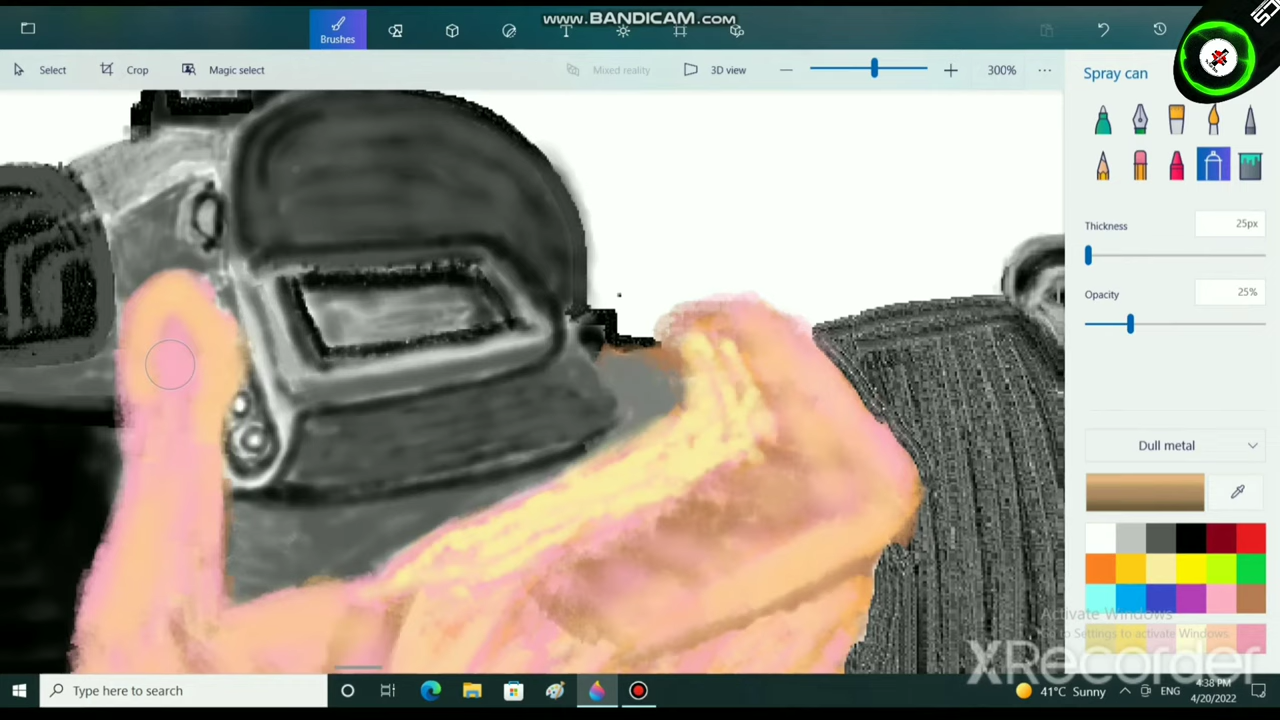 WWW.BANDICAM.COM
Brushes
Select
Crop
Magic select
Mixed reality
3D view
300%
Spray can
Thickness
25px
Opacity
25%
Dull metal
Activate Windows
Go to Settings to activate Windows.
XRecorder
Type here to search
41°C Sunny
ENG
4:38 PM
4/20/2022